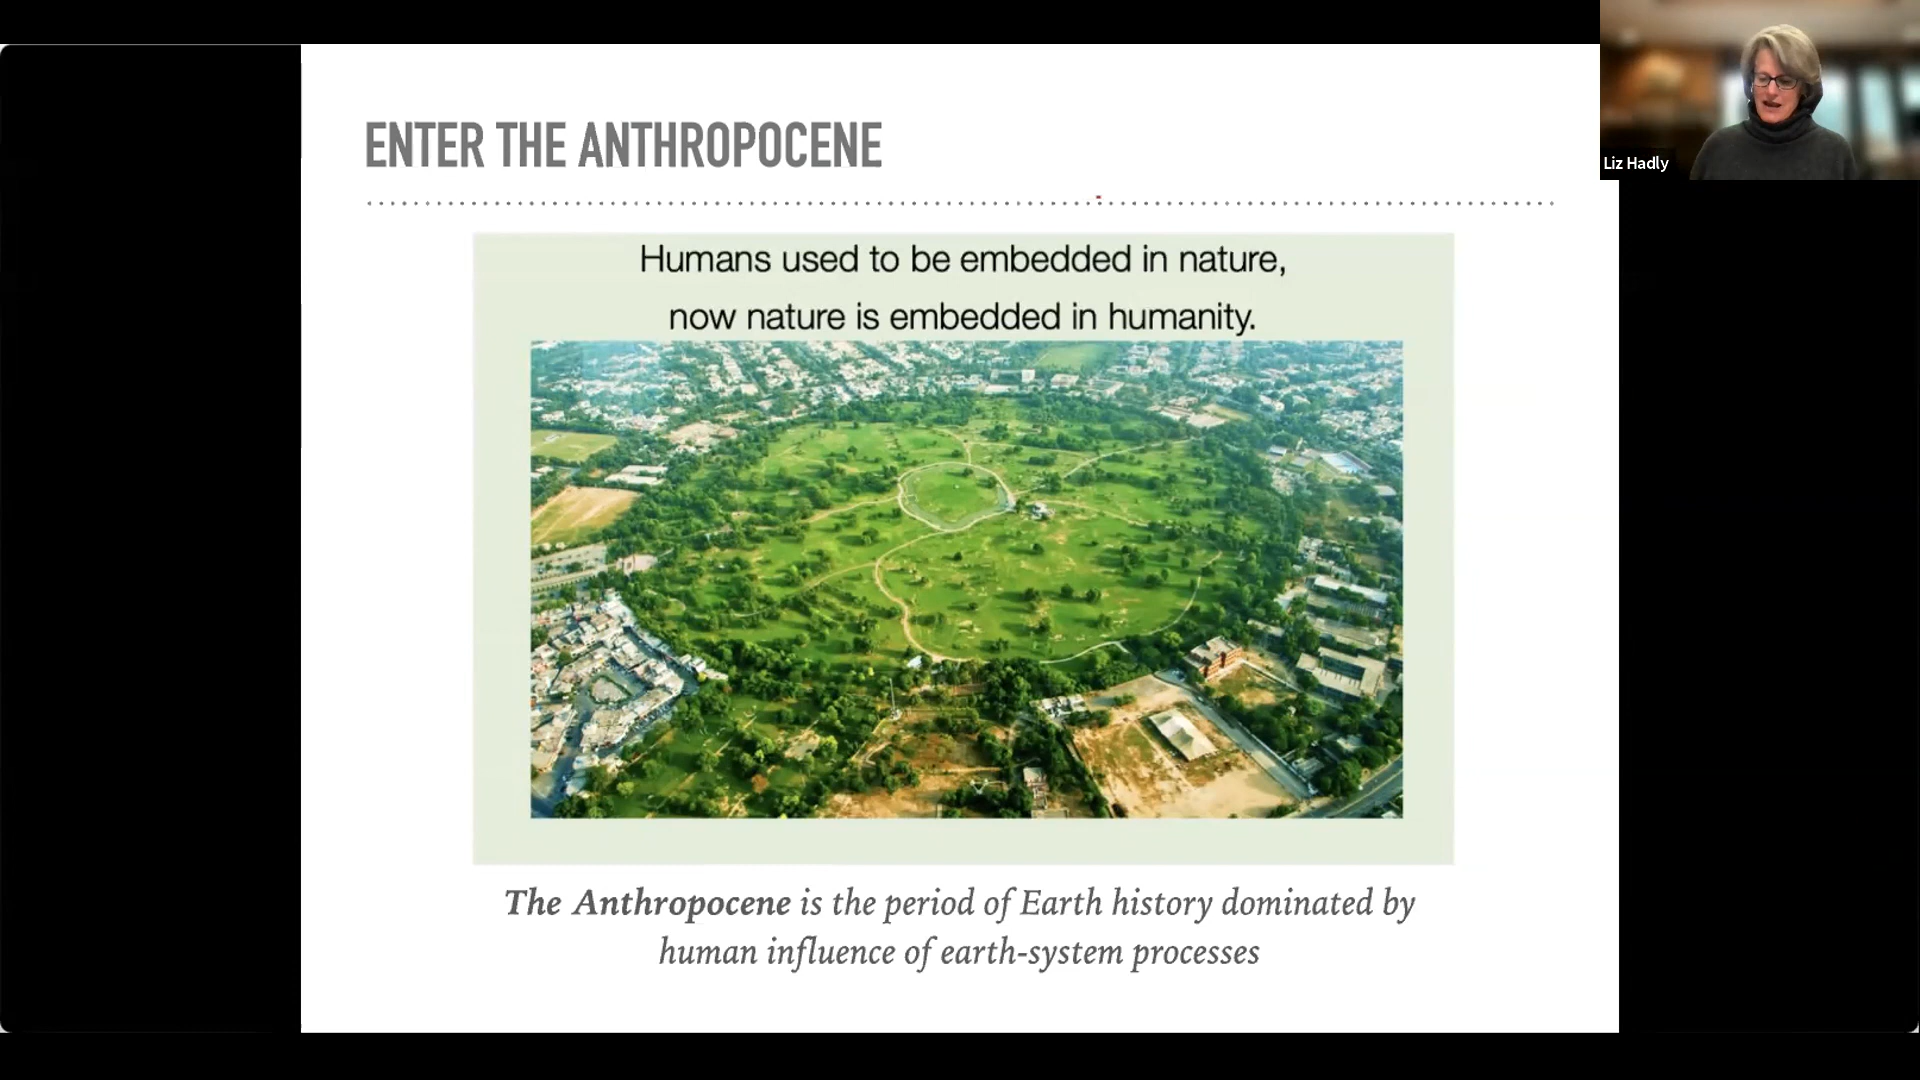 ENTER THE ANTHROPOCENE
Humans used to be embedded in nature,
now nature is embedded in humanity.
The Anthropocene is the period of Earth history dominated by
human influence of earth-system processes
Liz Hadly